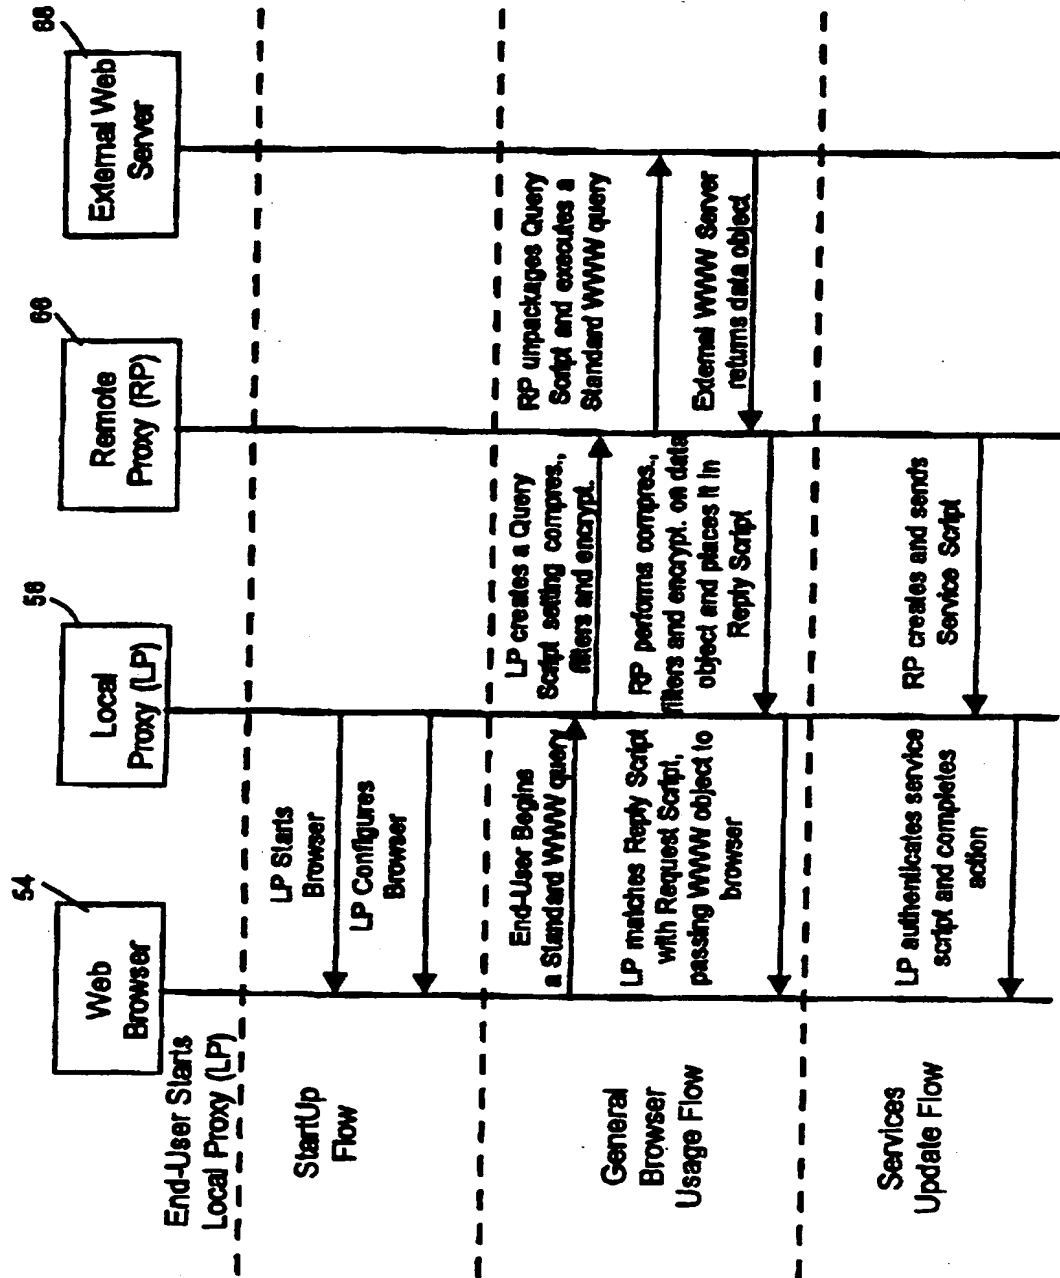 54
Web
Browser
56
Local
Proxy (LP)
66
Remote
Proxy (RP)
68
External Web
Server
End-User Starts
Local Proxy (LP)
StartUp
Flow
LP Starts
Browser
LP Configures
Browser
General
Browser
Usage Flow
End-User Begins
a Standard WWW query
LP creates a Query
Script setting compres.,
filters and encrypt.
RP unpackages Query
Script and executes a
Standard WWW query
External WWW Server
returns data object
RP performs compres.,
filters and encrypt. on data
object and places it in
Reply Script
LP matches Reply Script
with Request Script,
passing WWW object to
browser
Services
Update Flow
RP creates and sends
Service Script
LP authenticates service
script and completes
action